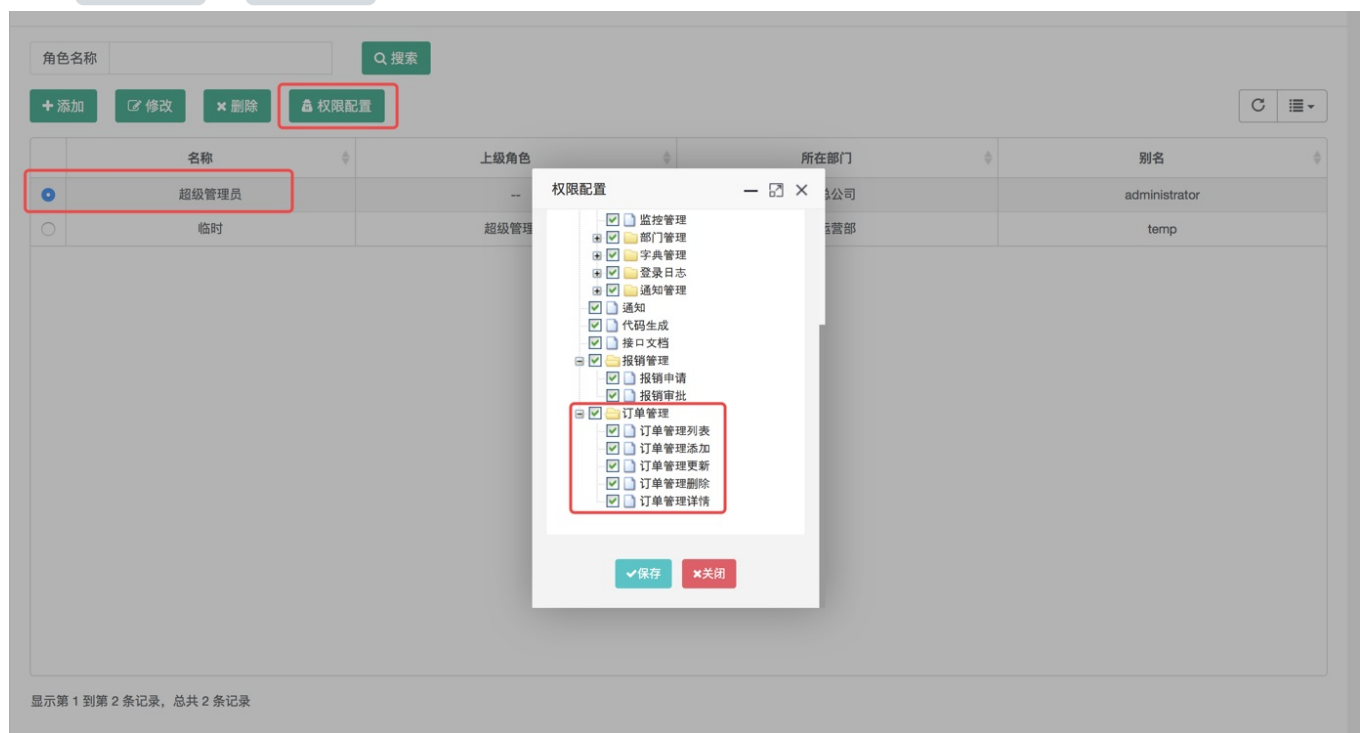 角色名称
搜索
添加 修改 删除 权限配置
名称 上级角色 所在部门 别名
超级管理员 -- 公司 administrator
临时 超级管理 运营部 temp
权限配置
监控管理
部门管理
字典管理
登录日志
通知管理
通知
代码生成
接口文档
报销管理
报销申请
报销审批
订单管理
订单管理列表
订单管理添加
订单管理更新
订单管理删除
订单管理详情
保存 关闭
显示第 1 到第 2 条记录，总共 2 条记录